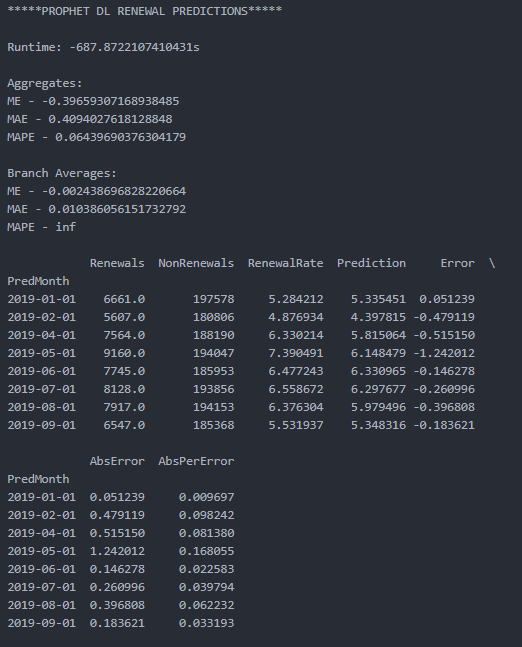 *****PROPHET DL RENEWAL PREDICTIONS*****
Runtime: -687.8722107410431s
Aggregates:
ME - -0.39659307168938485
MAE - 0.4094027618128848
MAPE - 0.06439690376304179
Branch Averages:
ME - -0.002438696828220664
MAE - 0.010386056151732792
MAPE - inf
Renewals NonRenewals RenewalRate Prediction Error \
PredMonth
2019-01-01 6661.0 197578 5.284212 5.335451 0.051239
2019-02-01 5607.0 180806 4.876934 4.397815 -0.479119
2019-04-01 7564.0 188190 6.330214 5.815064 -0.515150
2019-05-01 9160.0 194047 7.390491 6.148479 -1.242012
2019-06-01 7745.0 185953 6.477243 6.330965 -0.146278
2019-07-01 8128.0 193856 6.558672 6.297677 -0.260996
2019-08-01 7917.0 194153 6.376304 5.979496 -0.396808
2019-09-01 6547.0 185368 5.531937 5.348316 -0.183621
AbsError AbsPerError
PredMonth
2019-01-01 0.051239 0.009697
2019-02-01 0.479119 0.098242
2019-04-01 0.515150 0.081380
2019-05-01 1.242012 0.168055
2019-06-01 0.146278 0.022583
2019-07-01 0.260996 0.039794
2019-08-01 0.396808 0.062232
2019-09-01 0.183621 0.033193